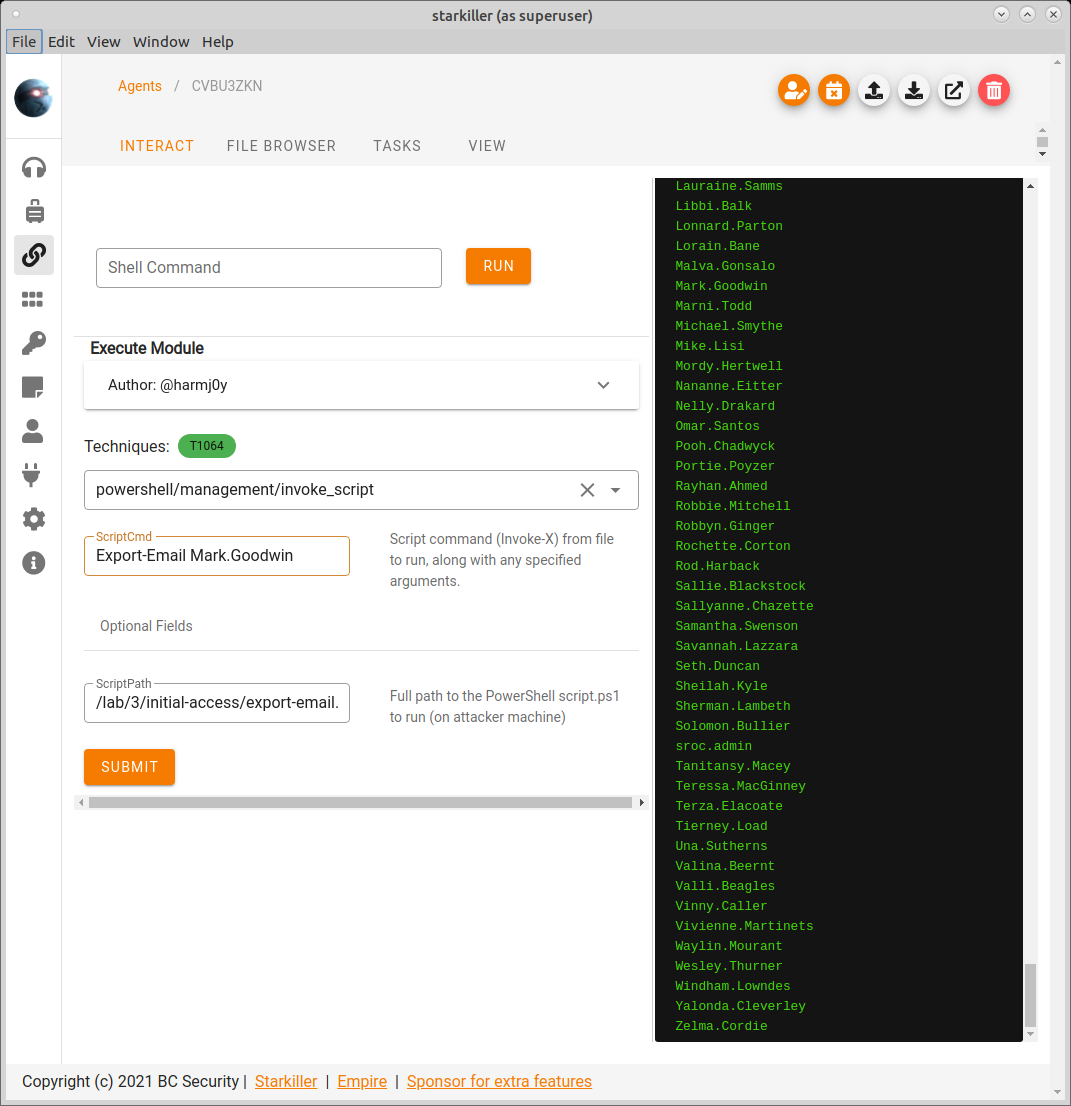 starkiller (as superuser)
File Edit View Window Help
Agents / CVBU3ZKN
INTERACT FILE BROWSER TASKS VIEW
Shell Command
RUN
Execute Module
Author: @harmj0y
Techniques: T1064
powershell/management/invoke_script
ScriptCmd
Export-Email Mark.Goodwin
Script command (Invoke-X) from file
to run, along with any specified
arguments.
Optional Fields
ScriptPath
/lab/3/initial-access/export-email.
Full path to the PowerShell script.ps1
to run (on attacker machine)
SUBMIT
Lauraine.Samms
Libbi.Balk
Lonnard.Parton
Lorain.Bane
Malva.Gonsalo
Mark.Goodwin
Marni.Todd
Michael.Smythe
Mike.Lisi
Mordy.Hertwell
Nananne.Eitter
Nelly.Drakard
Omar.Santos
Pooh.Chadwyck
Portie.Poyzer
Rayhan.Ahmed
Robbie.Mitchell
Robbyn.Ginger
Rochette.Corton
Rod.Harback
Sallie.Blackstock
Sallyanne.Chazette
Samantha.Swenson
Savannah.Lazzara
Seth.Duncan
Sheilah.Kyle
Sherman.Lambeth
Solomon.Bullier
sroc.admin
Tanitansy.Macey
Teressa.MacGinney
Terza.Elacoate
Tierney.Load
Una.Sutherns
Valina.Beernt
Valli.Beagles
Vinny.Caller
Vivienne.Martinets
Waylin.Mourant
Wesley.Thurner
Windham.Lowndes
Yalonda.Cleverley
Zelma.Cordie
Copyright (c) 2021 BC Security | Starkiller | Empire | Sponsor for extra features